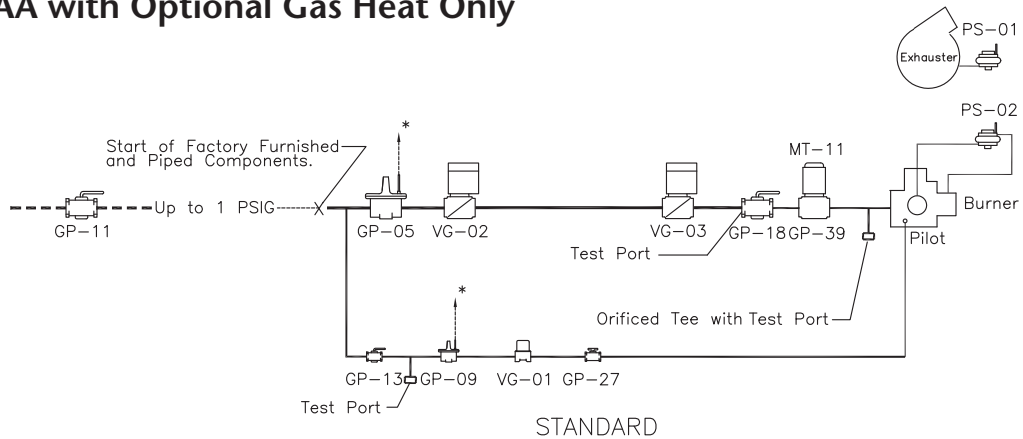 AA with Optional Gas Heat Only
PS-01
Exhauster
PS-02
*
Start of Factory Furnished
and Piped Components.
*
MT-11
Up to 1 PSIG
X
Burner
GP-11
GP-05
VG-02
VG-03
GP-18
GP-39
Pilot
Test Port
*
Orificed Tee with Test Port
GP-13
GP-09
VG-01
GP-27
Test Port
STANDARD